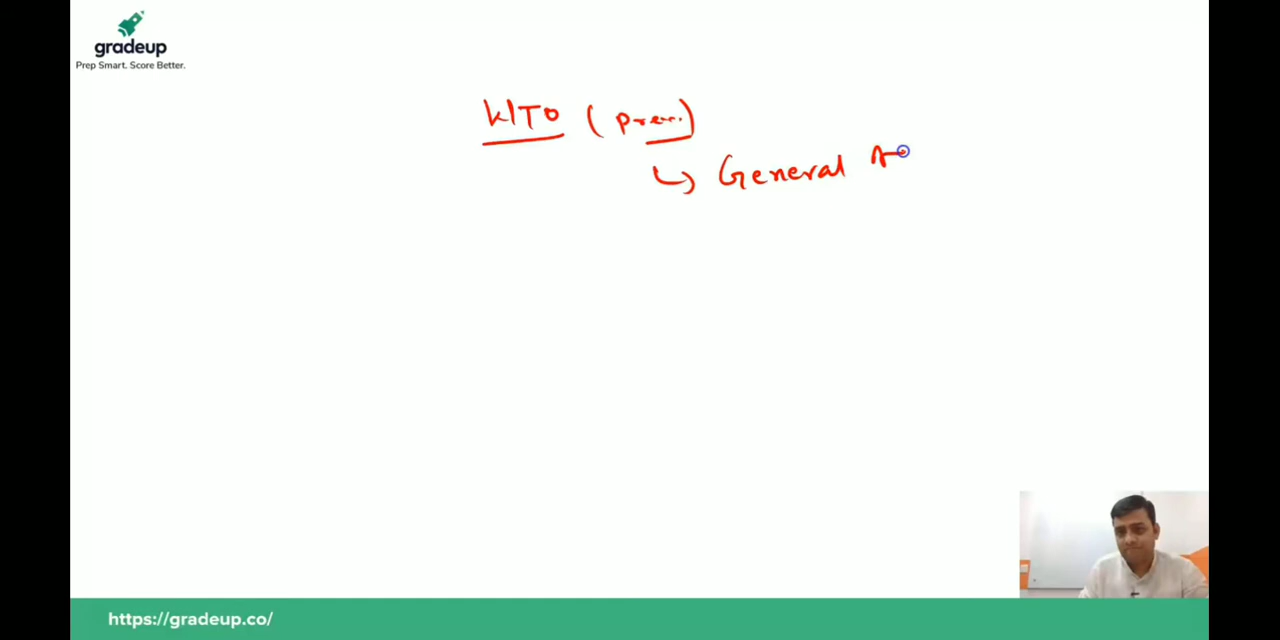 gradeup
Prep Smart. Score Better.
KITO (Prem.)
↳ General A
https://gradeup.co/